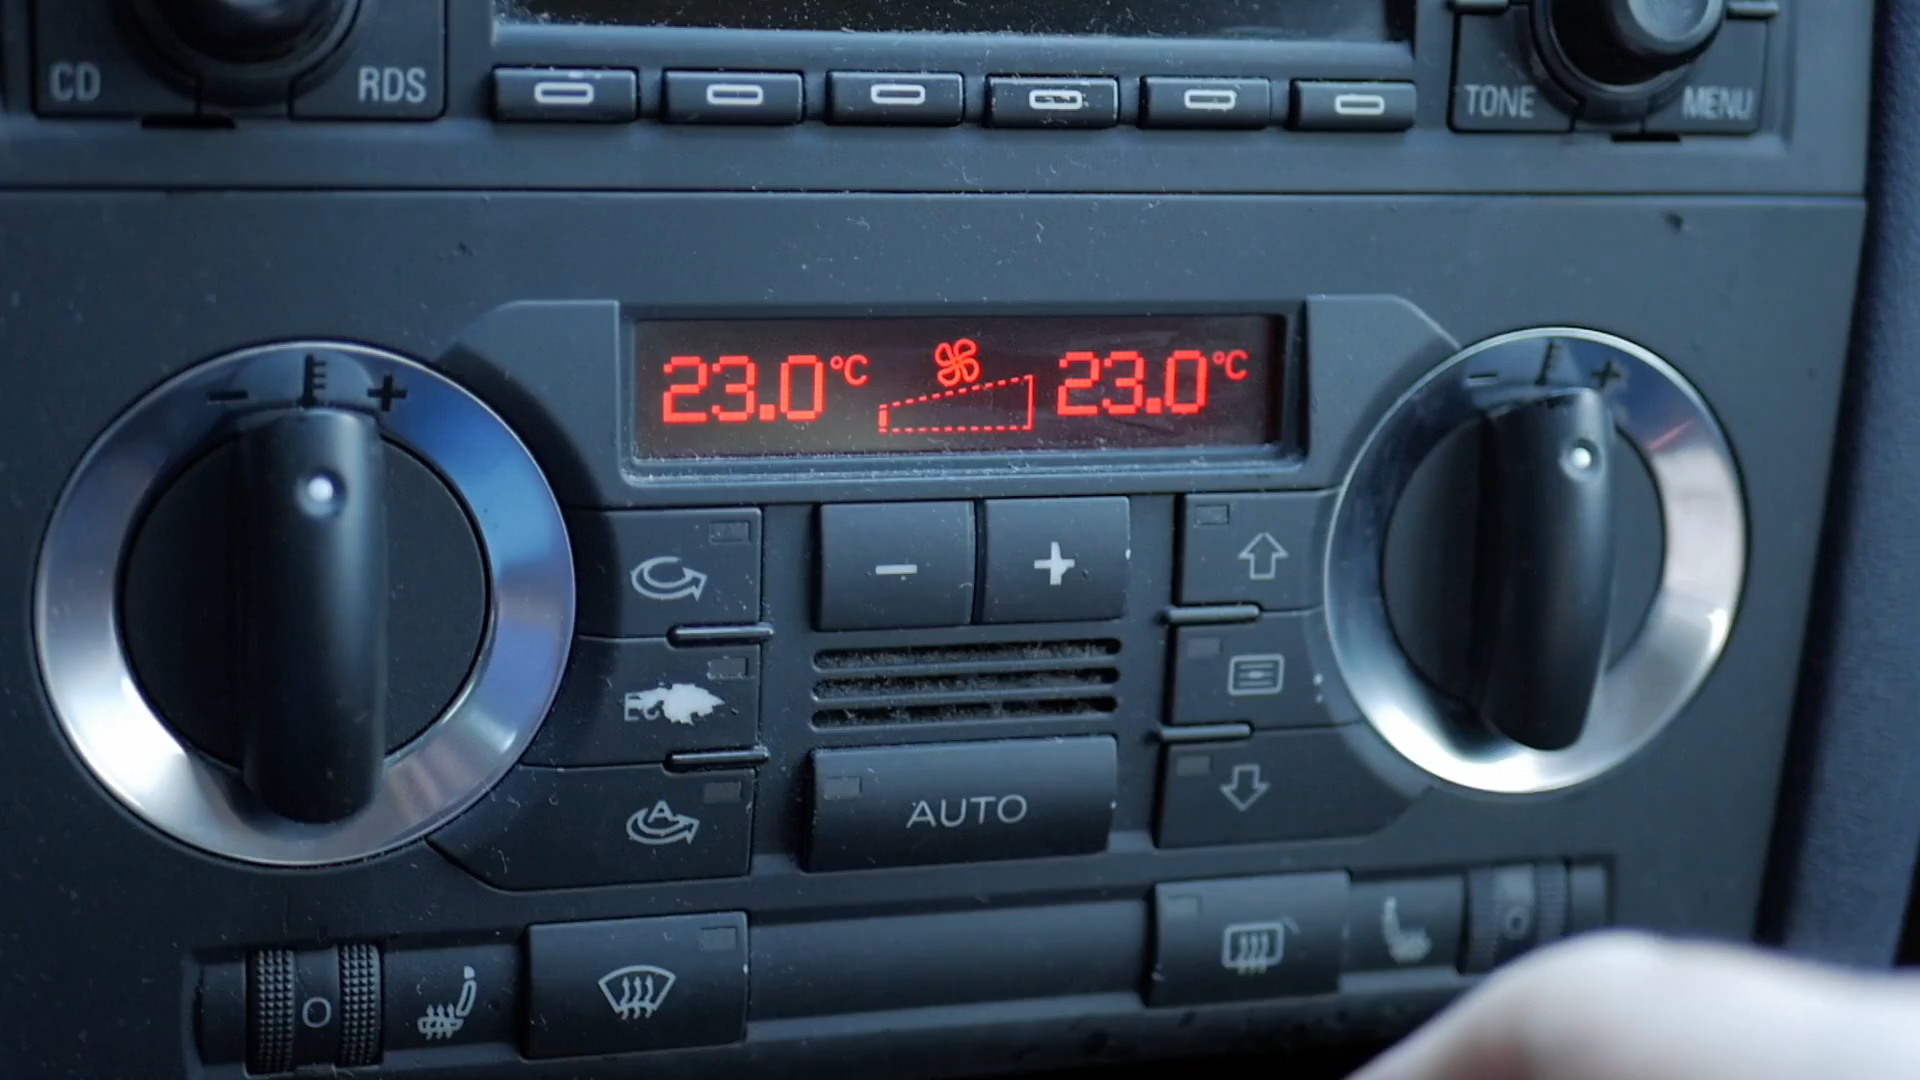 CD
RDS
TONE
MENU
23.0°C
23.0°C
− +
− +
− +
A
AUTO